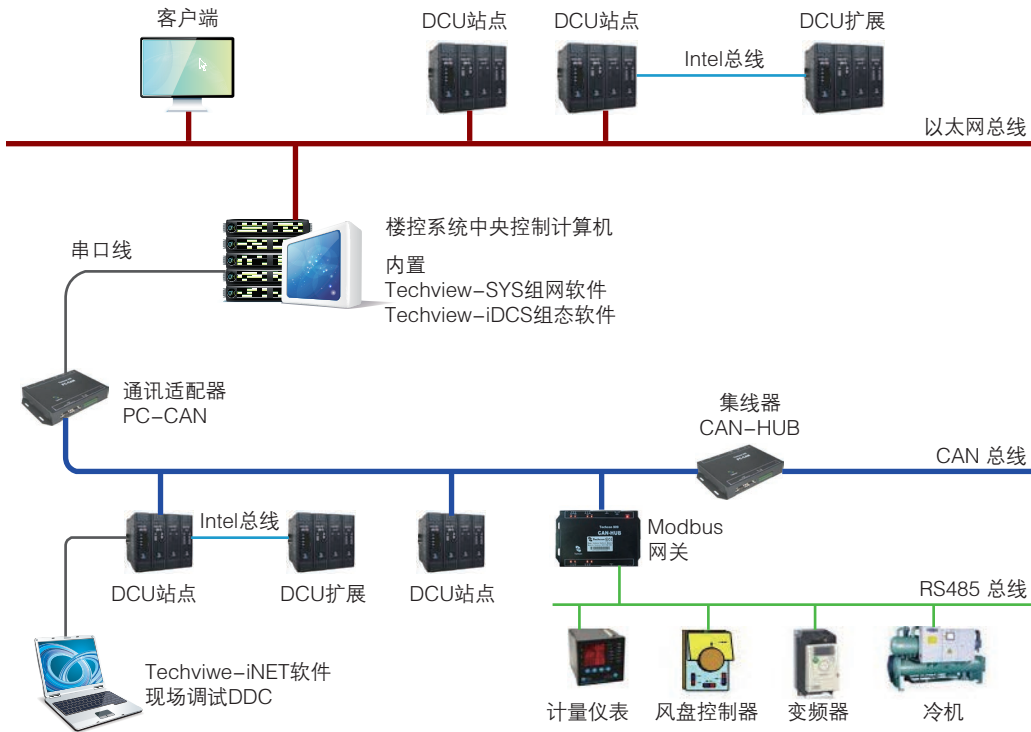 客户端
DCU站点
DCU站点
DCU扩展
Intel总线
以太网总线
楼控系统中央控制计算机
串口线
内置
Techview-SYS组网软件
Techview-iDCS组态软件
通讯适配器
PC-CAN
集线器
CAN-HUB
CAN 总线
Intel总线
CAN-HUB
Modbus
网关
DCU站点
DCU扩展
DCU站点
RS485 总线
Techviwe-iNET软件
现场调试DDC
计量仪表
风盘控制器
变频器
冷机